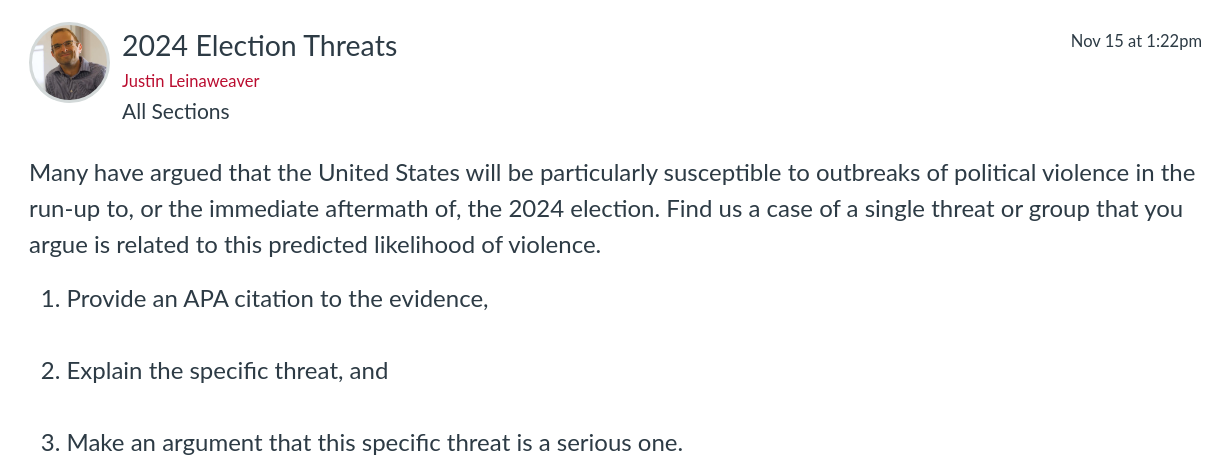 2024 Election Threats
Nov 15 at 1:22pm
Justin Leinaweaver
All Sections
Many have argued that the United States will be particularly susceptible to outbreaks of political violence in the
run-up to, or the immediate aftermath of, the 2024 election. Find us a case of a single threat or group that you
argue is related to this predicted likelihood of violence.
1. Provide an APA citation to the evidence,
2. Explain the specific threat, and
3. Make an argument that this specific threat is a serious one.